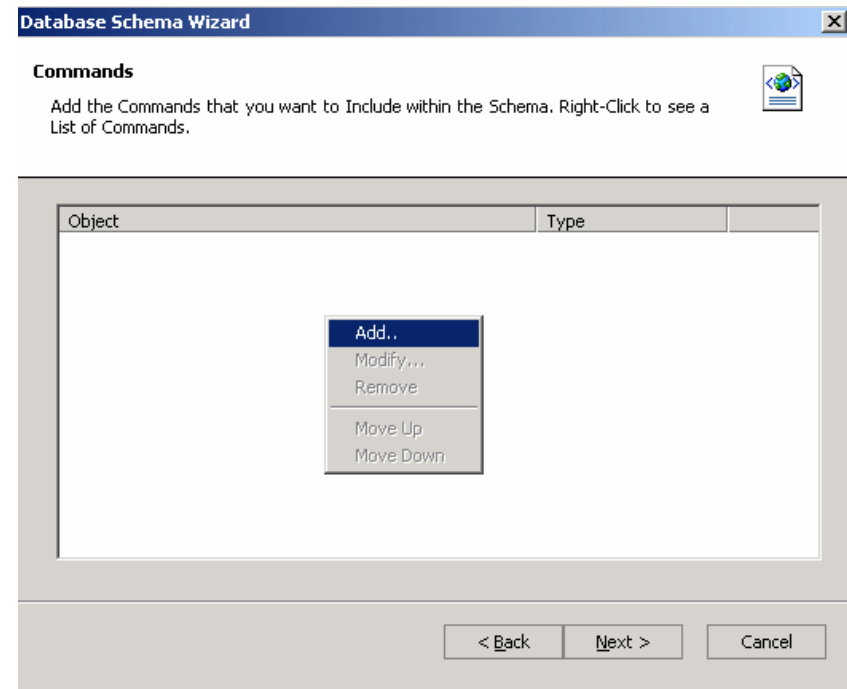 Database Schema Wizard
Commands
Add the Commands that you want to Include within the Schema. Right-Click to see a
List of Commands.
Object Type
Add..
Modify...
Remove
Move Up
Move Down
< Back Next > Cancel